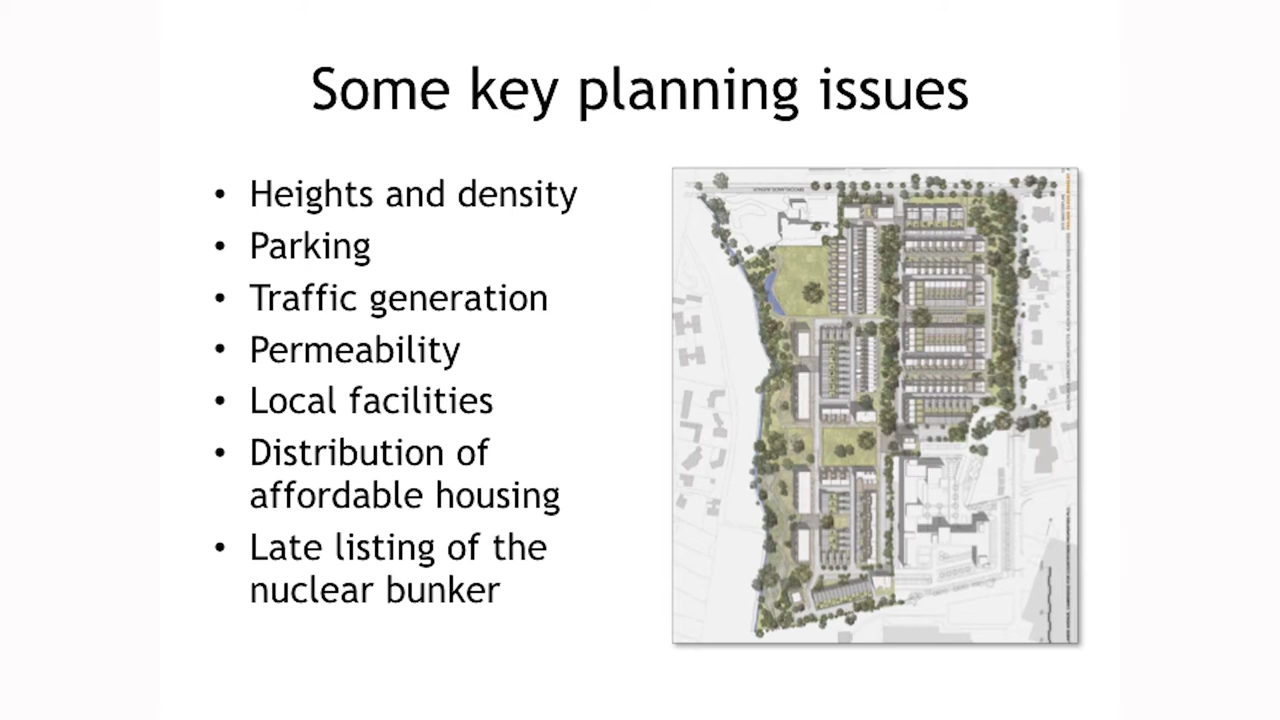 Some key planning issues
• Heights and density
• Parking
• Traffic generation
• Permeability
• Local facilities
• Distribution of
affordable housing
• Late listing of the
nuclear bunker